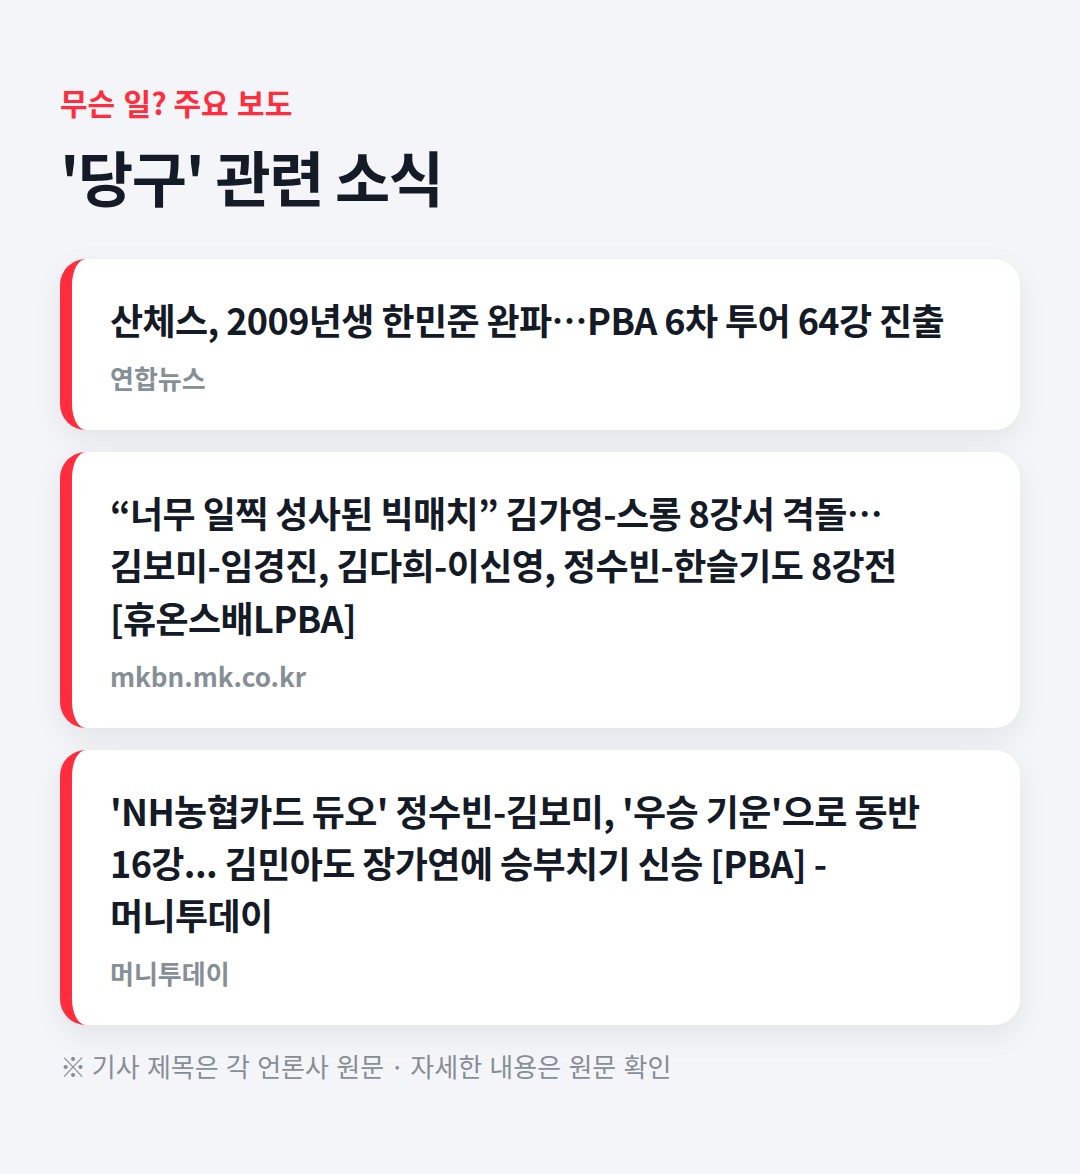 무슨 일? 주요 보도
'당구' 관련 소식
산체스, 2009년생 한민준 완파…PBA 6차 투어 64강 진출
연합뉴스
“너무 일찍 성사된 빅매치” 김가영-스롱 8강서 격돌…
김보미-임경진, 김다희-이신영, 정수빈-한슬기도 8강전
[휴온스배LPBA]
mkbn.mk.co.kr
'NH농협카드 듀오' 정수빈-김보미, '우승 기운'으로 동반
16강... 김민아도 장가연에 승부치기 신승 [PBA] -
머니투데이
머니투데이
※ 기사 제목은 각 언론사 원문 · 자세한 내용은 원문 확인